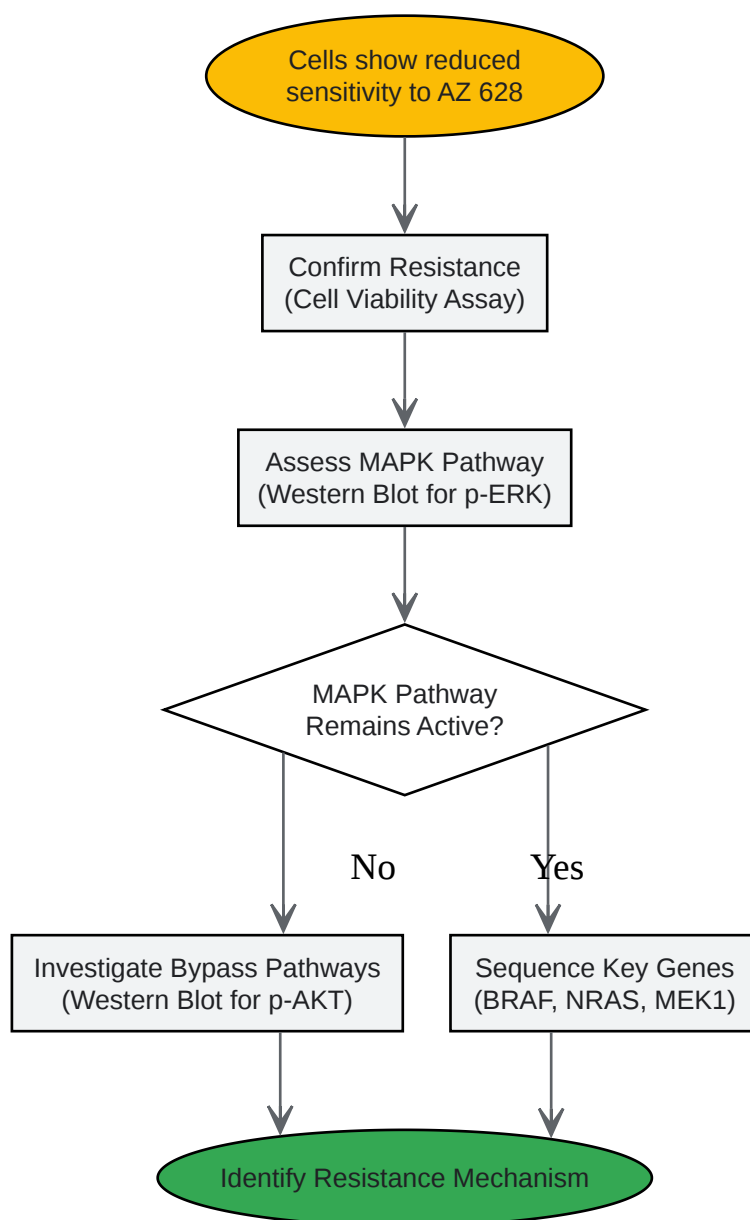 Cells show reduced
sensitivity to AZ 628
Confirm Resistance
(Cell Viability Assay)
Assess MAPK Pathway
(Western Blot for p-ERK)
MAPK Pathway
Remains Active?
No
Yes
Investigate Bypass Pathways
(Western Blot for p-AKT)
Sequence Key Genes
(BRAF, NRAS, MEK1)
Identify Resistance Mechanism